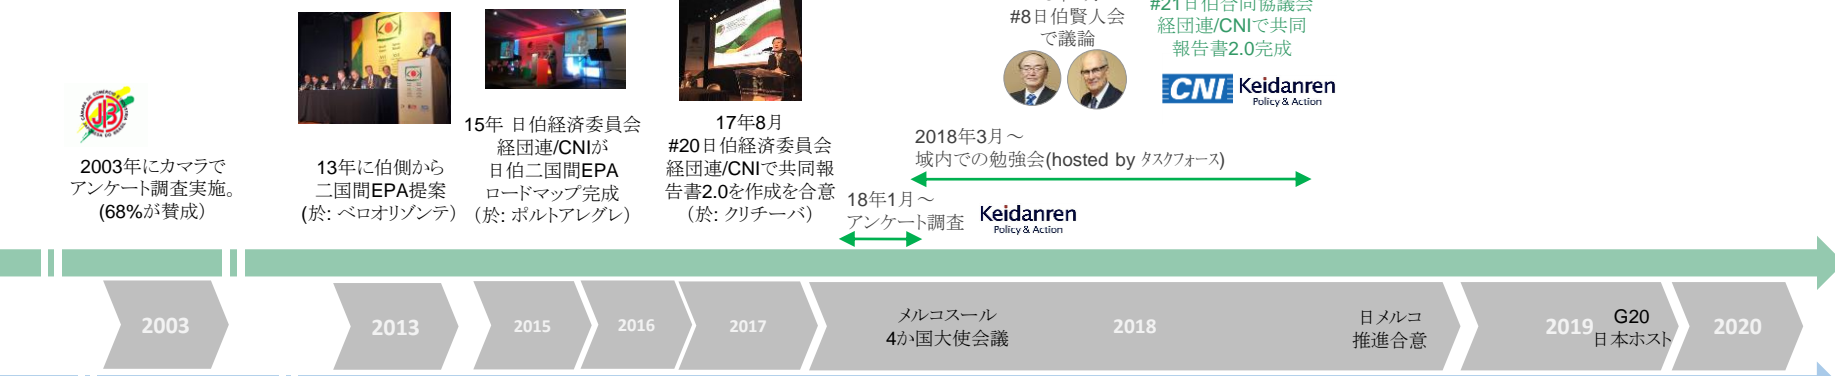 2003年にカマラで
アンケート調査実施。
(68%が賛成)
13年に伯側から
二国間EPA提案
(於: ベロオリゾンテ)
15年 日伯経済委員会
経団連/CNIが
日伯二国間EPA
ロードマップ完成
(於: ポルトアレグレ)
17年8月
#20日伯経済委員会
経団連/CNIで共同報
告書2.0を作成を合意
(於: クリチーバ)
18年1月~
アンケート調査
Keidanren
Policy & Action
#8日伯賢人会
で議論
2018年3月~
域内での勉強会(hosted by タスクフォース)
#21日伯合同協議会
経団連/CNIで共同
報告書2.0完成
CNI
Keidanren
Policy & Action
2003
2013
2015
2016
2017
メルコスール
4か国大使会議
2018
日メルコ
推進合意
2019
G20
日本ホスト
2020